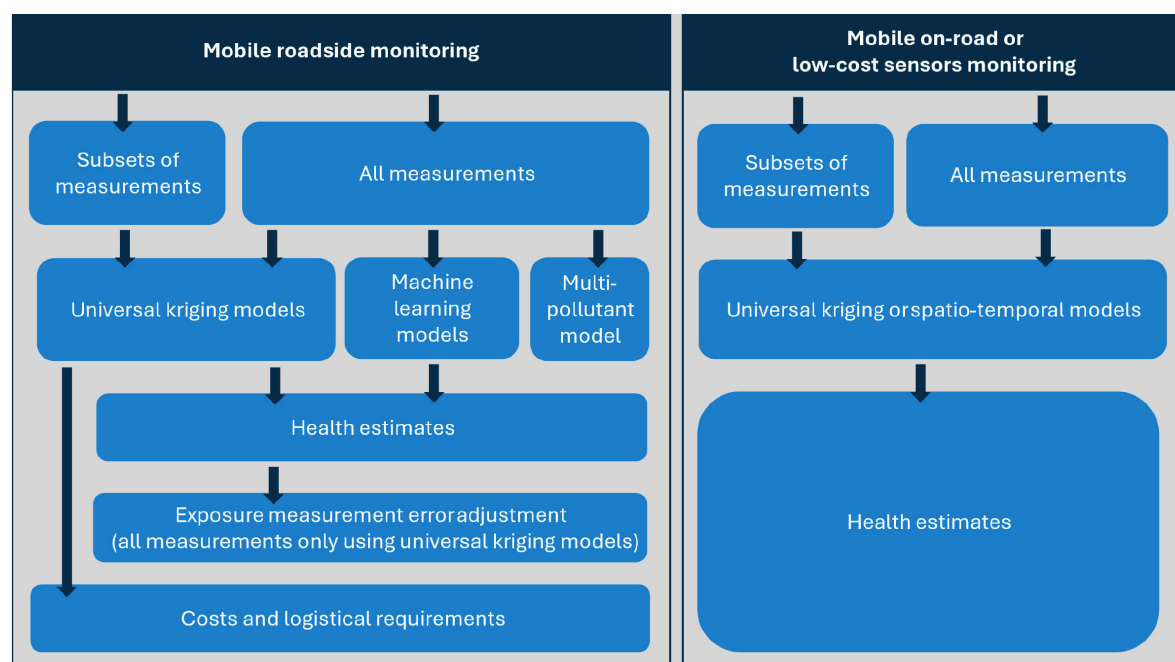 Mobile roadside monitoring
Subsets of
measurements
All measurements
Universal kriging models
Machine
learning
models
Multi-
pollutant
model
Health estimates
Exposure measurement erroradjustment
(all measurements only using universal kriging models)
Costs and logistical requirements
Mobile on-road or
low-cost sensors monitoring
Subsets of
measurements
All measurements
Universal kriging orspatio-temporal models
Health estimates